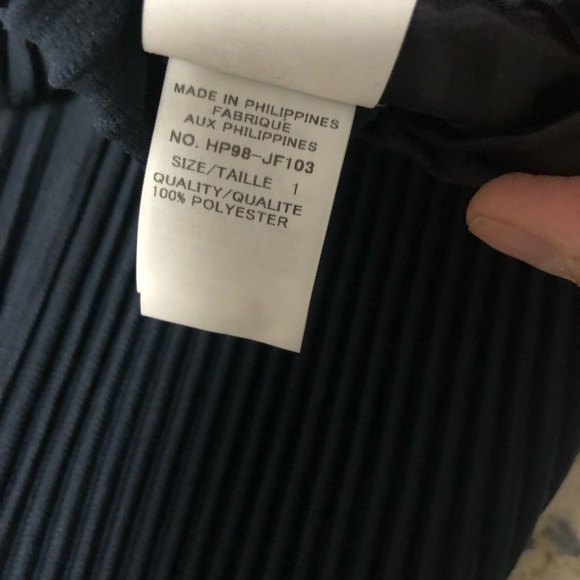 MADE IN PHILIPPINES
FABRIQUE
AUX PHILIPPINES
NO. HP98-JF103
SIZE/TAILLE 1
QUALITY/QUALITE
100% POLYESTER